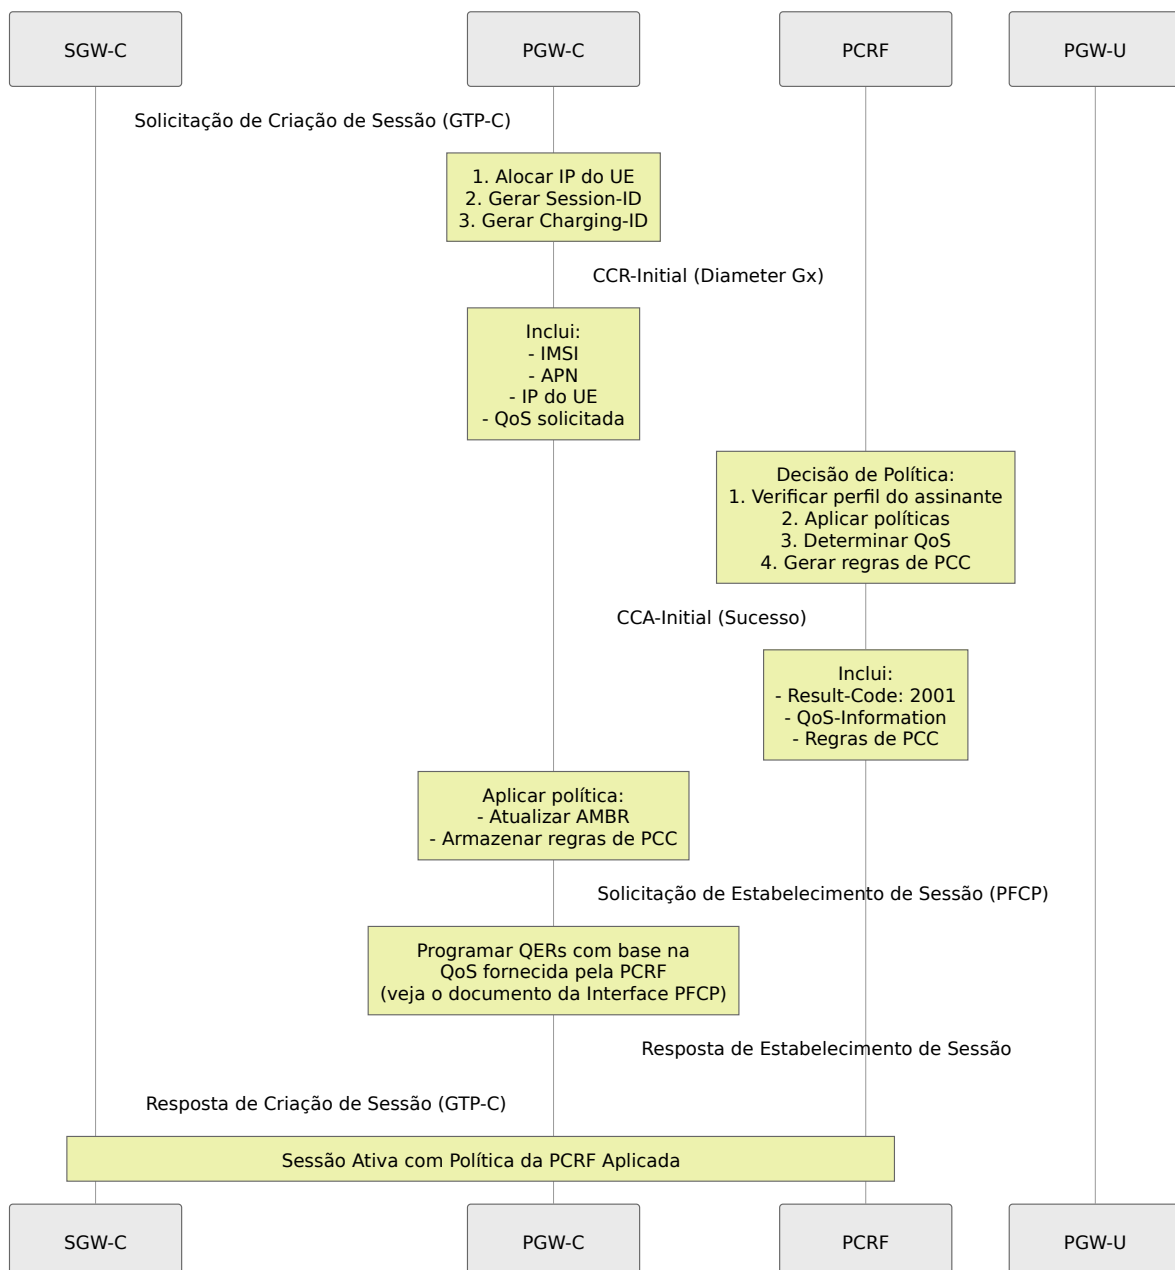 SGW-C
PGW-C
PCRF
PGW-U
Solicitação de Criação de Sessão (GTP-C)
1. Alocar IP do UE
2. Gerar Session-ID
3. Gerar Charging-ID
CCR-Initial (Diameter Gx)
Inclui:
- IMSI
- APN
- IP do UE
- QoS solicitada
Decisão de Política:
1. Verificar perfil do assinante
2. Aplicar políticas
3. Determinar QoS
4. Gerar regras de PCC
CCA-Initial (Sucesso)
Inclui:
- Result-Code: 2001
- QoS-Information
- Regras de PCC
Aplicar política:
- Atualizar AMBR
- Armazenar regras de PCC
Solicitação de Estabelecimento de Sessão (PFCP)
Programar QERs com base na
QoS fornecida pela PCRF
(veja o documento da Interface PFCP)
Resposta de Estabelecimento de Sessão
Resposta de Criação de Sessão (GTP-C)
Sessão Ativa com Política da PCRF Aplicada
SGW-C
PGW-C
PCRF
PGW-U